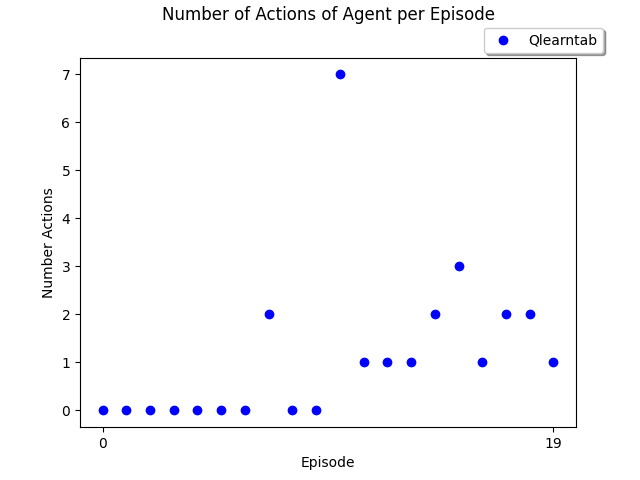 Number of Actions of Agent per Episode
Qlearntab
7
6
5
4
3
2
1
0
Number Actions
0 19
Episode